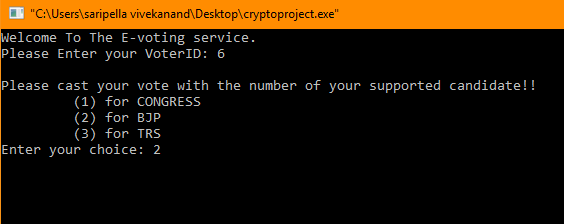 "C:\Users\saripella vivekanand\Desktop\cryptoproject.exe"
Welcome To The E-voting service.
Please Enter your VoterID: 6
Please cast your vote with the number of your supported candidate!!
(1) for CONGRESS
(2) for BJP
(3) for TRS
Enter your choice: 2